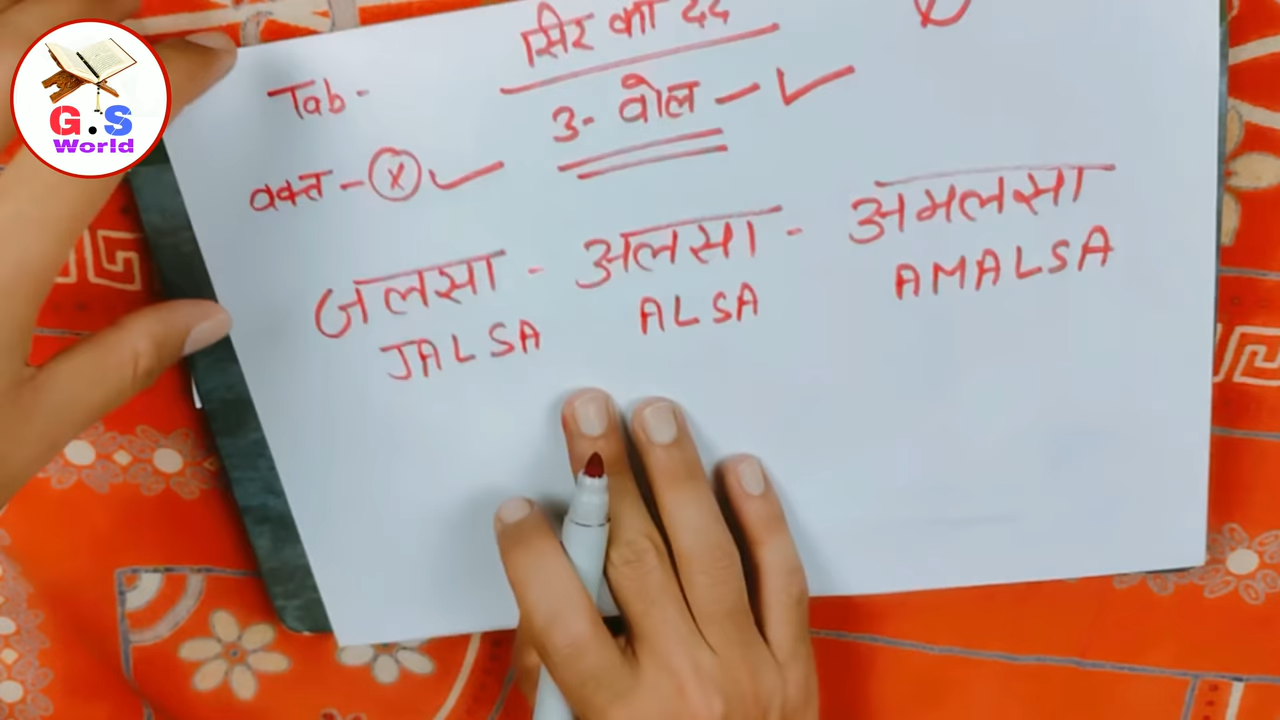 G.S
World
सिर का दर्द
Tab-
3- वोल -
वक्त - X
जलसा - अलसा - अमलसा
JALSA ALSA AMALSA